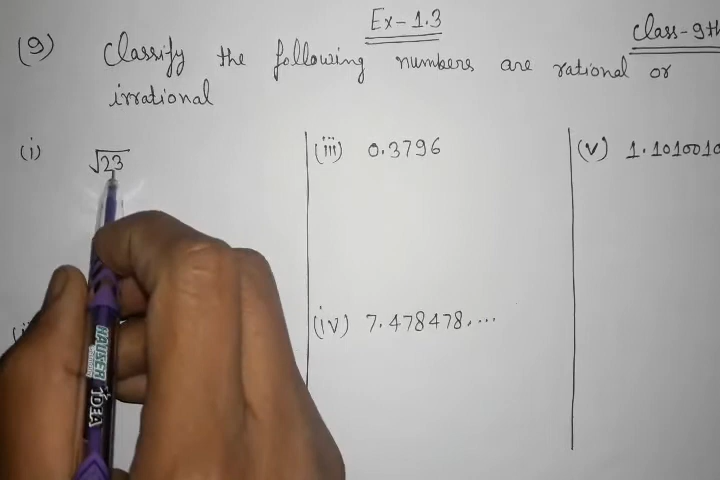 Ex-1.3
Class-9th
(9) Classify the following numbers are rational or
irrational
(i) √23
(iii) 0.3796
(v) 1.1010010
(iv) 7.478478....
HAUSER
IDEA